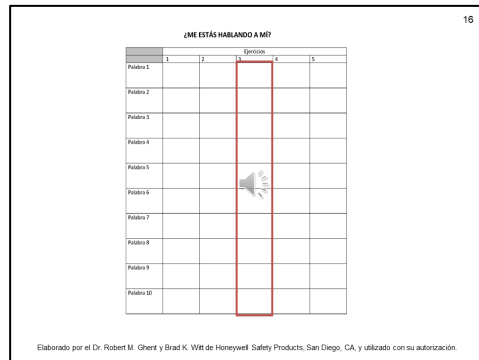 16
¿ME ESTÁS HABLANDO A MÍ?
Ejercicios
1 2 3 4 5
Palabra 1
Palabra 2
Palabra 3
Palabra 4
Palabra 5
Palabra 6
Palabra 7
Palabra 8
Palabra 9
Palabra 10
Elaborado por el Dr. Robert M. Ghent y Brad K. Witt de Honeywell Safety Products, San Diego, CA, y utilizado con su autorización.